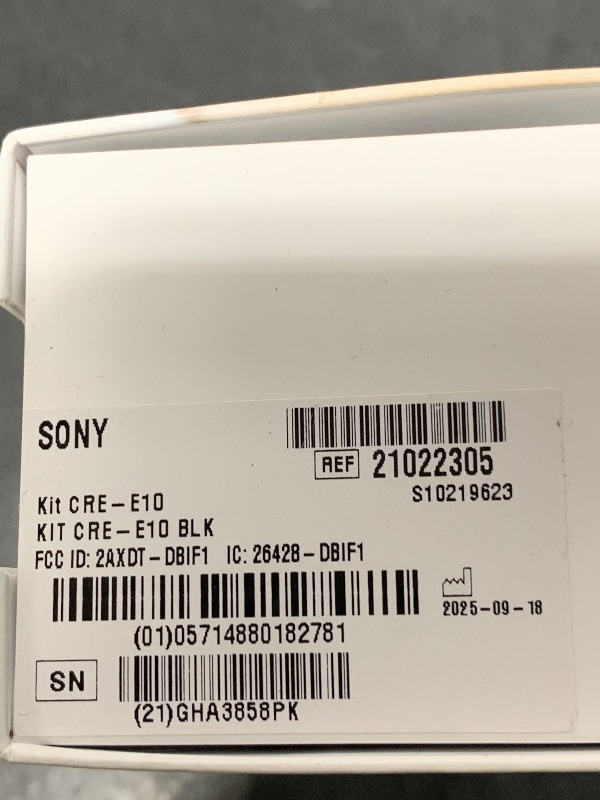 SONY
REF 21022305
S10219623
Kit CRE-E10
KIT CRE-E10 BLK
FCC ID: 2AXDT-DBIF1 IC: 26428-DBIF1
2025-09-18
(01)05714880182781
SN
(21)GHA3858PK